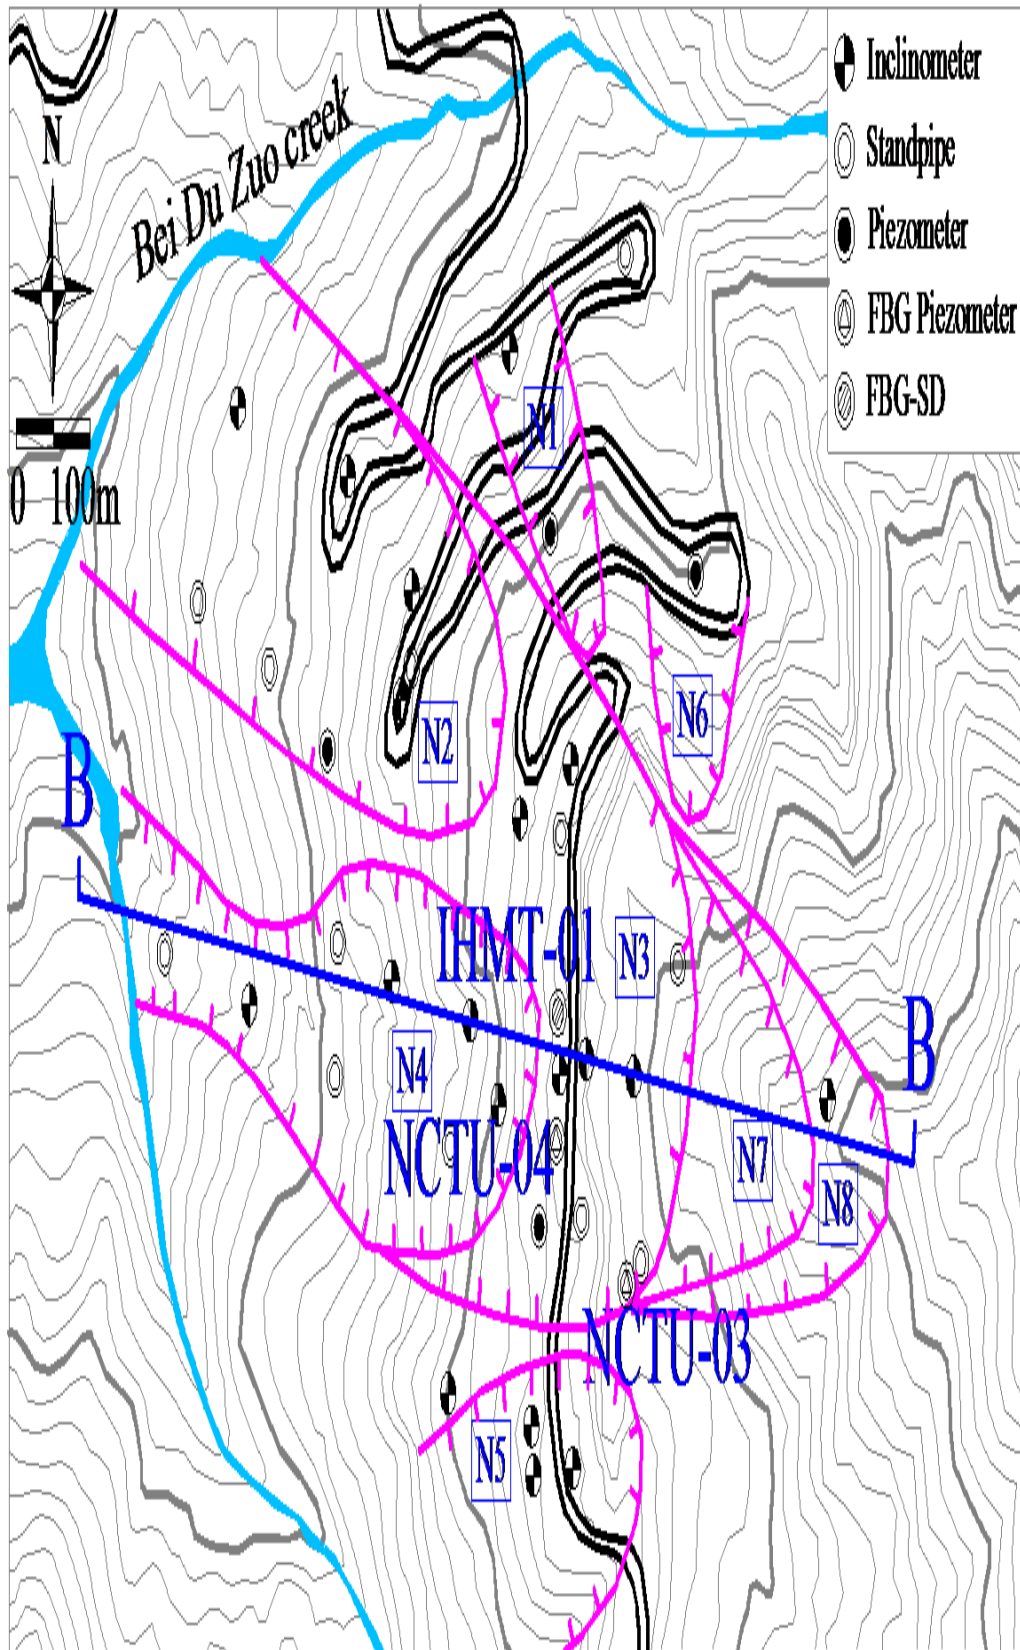 Inclinometer
Standpipe
Piezometer
FBG Piezometer
FBG-SD
N
Bei Du Zuo creek
0 100m
N1
N2
N6
B
IHMT-01
N3
B
N4
NCTU-04
N7
N8
NCTU-03
N5